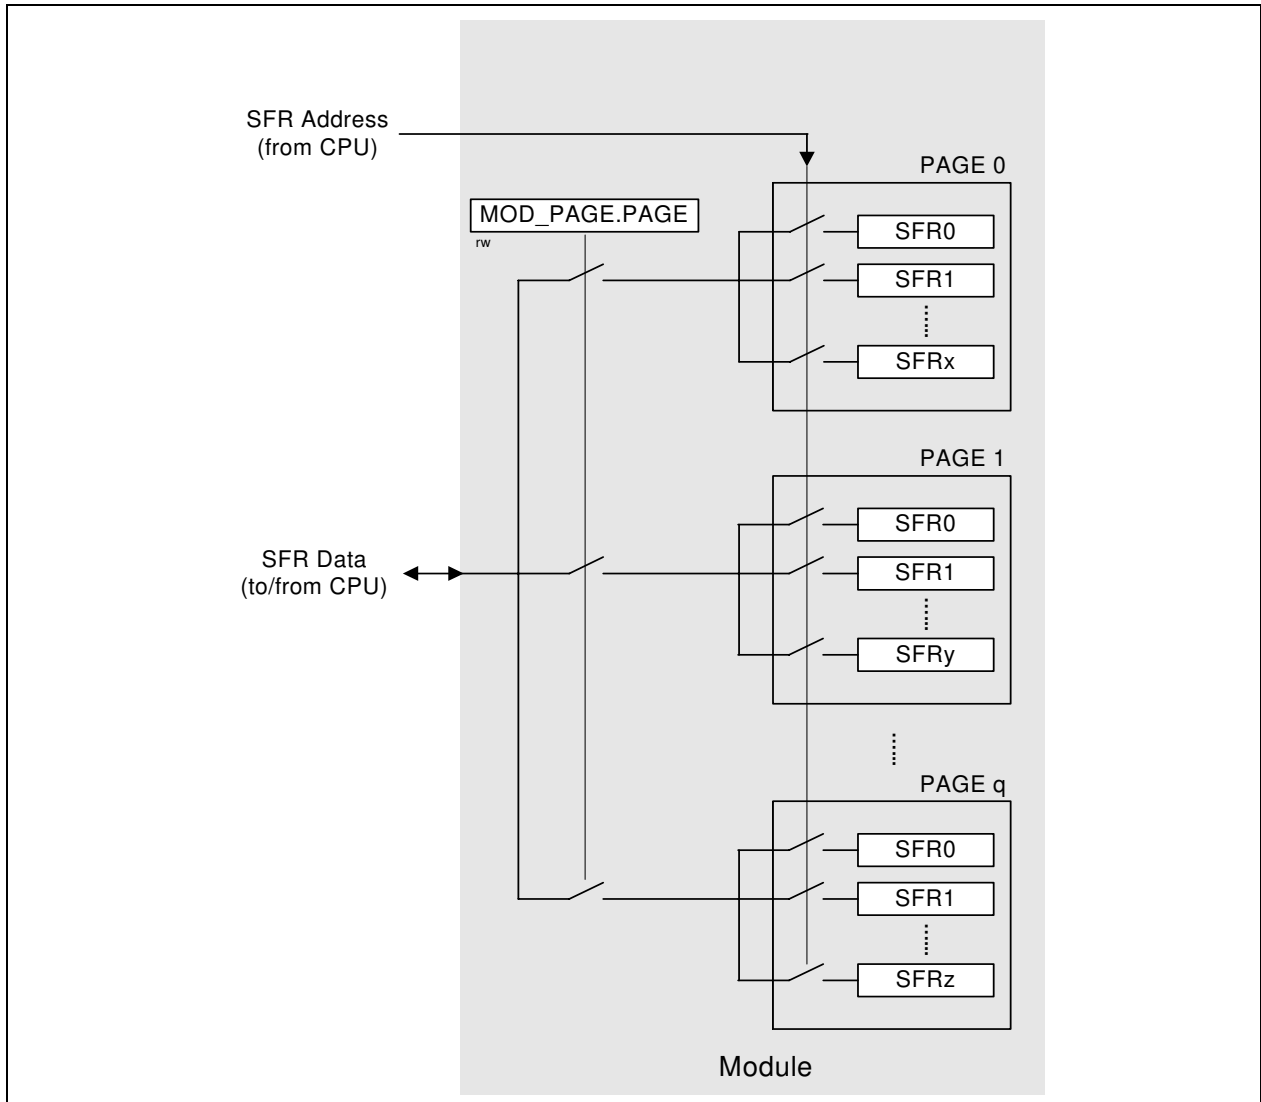 SFR Address
(from CPU)
PAGE 0
MOD_PAGE.PAGE
rw
SFR0
SFR1
SFRx
PAGE 1
SFR0
SFR1
SFRy
SFR Data
(to/from CPU)
PAGE q
SFR0
SFR1
SFRz
Module